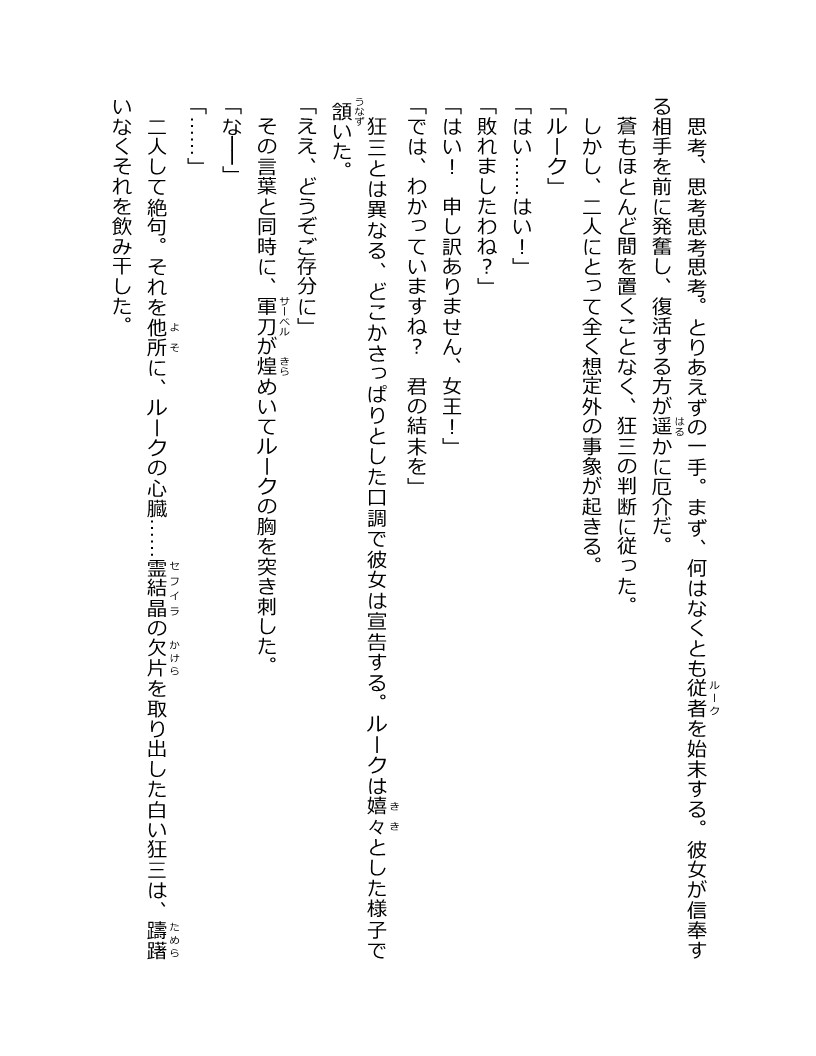 思考、思考思考思考。とりあえずの一手。まず、何はなくとも従者を始末する。彼女が信奉す
る相手を前に発奮し、復活する方が遥かに厄介だ。
蒼もほとんど間を置くことなく、狂三の判断に従った。
しかし、二人にとって全く想定外の事象が起きる。
「ルーク」
「はい……はい！」
「敗れましたわね？」
「はい！　申し訳ありません、女王！」
「では、わかっていますね？　君の結末を」
狂三とは異なる、どこかさっぱりとした口調で彼女は宣告する。ルークは嬉々とした様子で
頷いた。
「ええ、どうぞご存分に」
その言葉と同時に、軍刀が煌めいてルークの胸を突き刺した。
「な――」
「……」
二人して絶句。それを他所に、ルークの心臓……霊結晶の欠片を取り出した白い狂三は、躊躇
いなくそれを飲み干した。